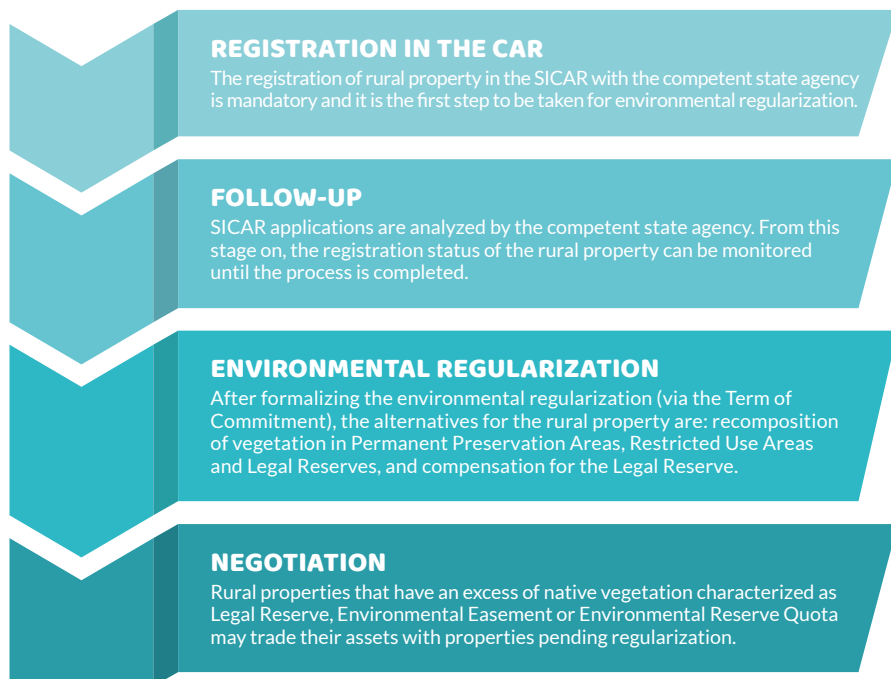 REGISTRATION IN THE CAR
The registration of rural property in the SICAR with the competent state agency
is mandatory and it is the first step to be taken for environmental regularization.
FOLLOW-UP
SICAR applications are analyzed by the competent state agency. From this
stage on, the registration status of the rural property can be monitored
until the process is completed.
ENVIRONMENTAL REGULARIZATION
After formalizing the environmental regularization (via the Term of
Commitment), the alternatives for the rural property are: recomposition
of vegetation in Permanent Preservation Areas, Restricted Use Areas
and Legal Reserves, and compensation for the Legal Reserve.
NEGOTIATION
Rural properties that have an excess of native vegetation characterized as
Legal Reserve, Environmental Easement or Environmental Reserve Quota
may trade their assets with properties pending regularization.